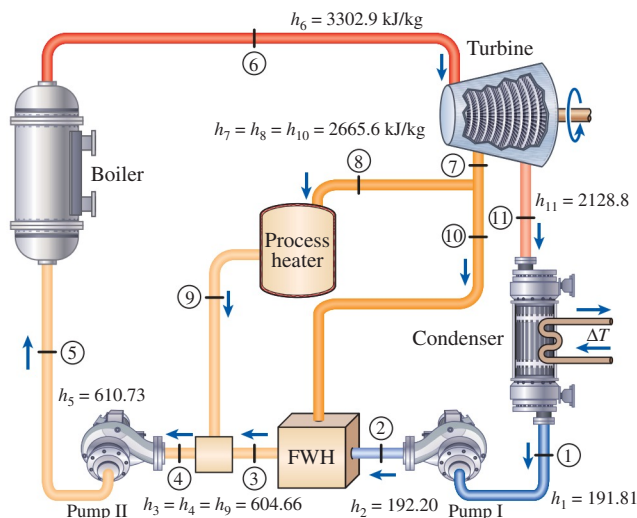 h6 = 3302.9 kJ/kg
6
Turbine
h7 = h8 = h10 = 2665.6 kJ/kg
7
8
Boiler
h11 = 2128.8
11
Process
heater
10
9
Condenser
ΔT
5
h5 = 610.73
2
FWH
1
4
3
h3 = h4 = h9 = 604.66
h2 = 192.20
h1 = 191.81
Pump II
Pump I